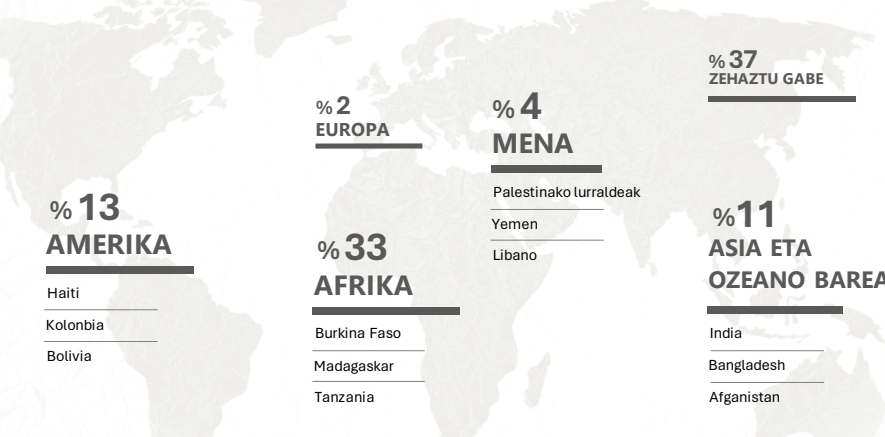 % 13
AMERIKA
Haiti
Kolonbia
Bolivia
% 2
EUROPA
% 33
AFRIKA
Burkina Faso
Madagaskar
Tanzania
% 4
MENA
Palestinako lurraldeak
Yemen
Libano
% 37
ZEHAZTU GABE
% 11
ASIA ETA
OZEANO BAREA
India
Bangladesh
Afganistan